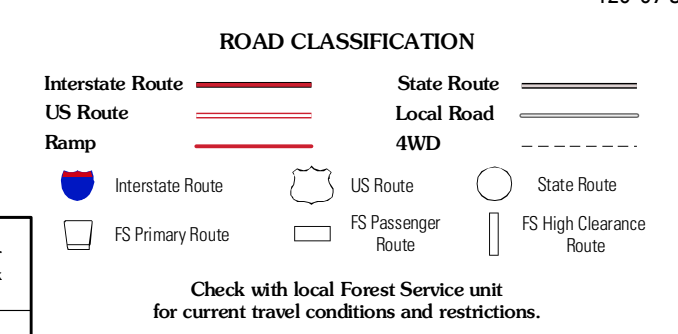 ROAD CLASSIFICATION
Interstate Route
State Route
US Route
Local Road
Ramp
4WD
Interstate Route
US Route
State Route
FS Primary Route
FS Passenger
Route
FS High Clearance
Route
Check with local Forest Service unit
for current travel conditions and restrictions.